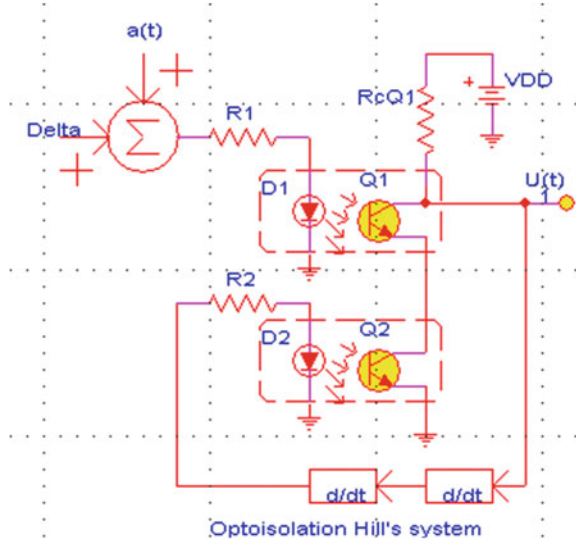 a(t)
+
Delta
+
Σ
R1
RcQ1
+
VDD
D1
Q1
U(t)
1
R2
D2
Q2
d/dt
d/dt
Optoisolation Hill's system